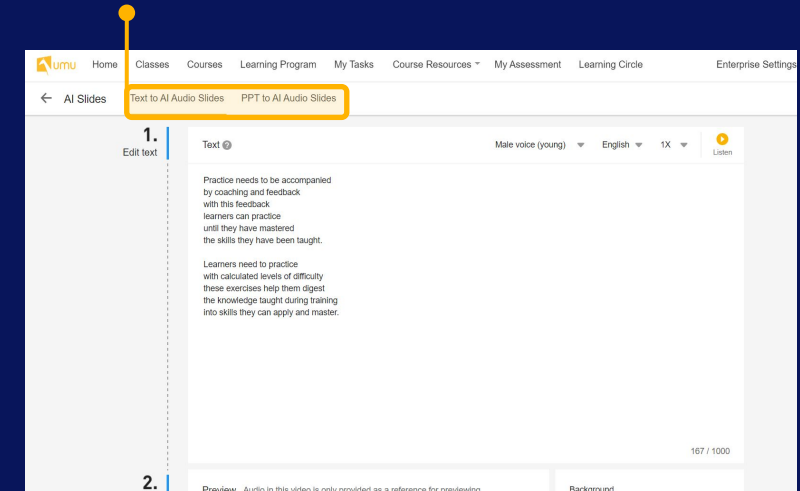 umu Home Classes Courses Learning Program My Tasks Course Resources My Assessment Learning Circle Enterprise Settings
AI Slides Text to AI Audio Slides PPT to AI Audio Slides
1.
Edit text
Text ? Male voice (young) English 1X Listen
Practice needs to be accompanied
by coaching and feedback
with this feedback
learners can practice
until they have mastered
the skills they have been taught.
Learners need to practice
with calculated levels of difficulty
these exercises help them digest
the knowledge taught during training
into skills they can apply and master.
167 / 1000
2.
Preview Audio in this video is only provided as a reference for previewing
Background